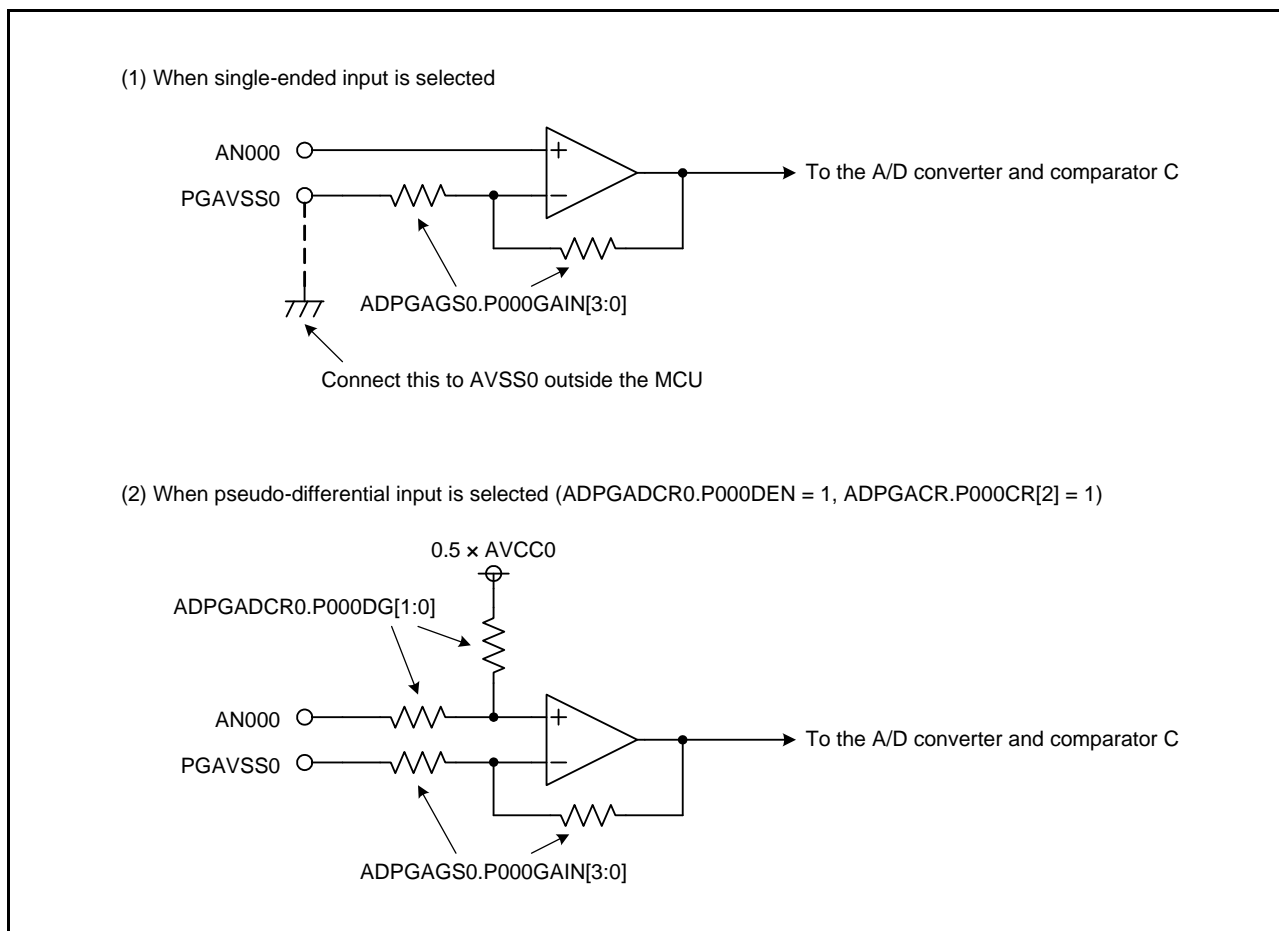 (1) When single-ended input is selected
AN000
+
To the A/D converter and comparator C
PGAVSS0
−
ADPGAGS0.P000GAIN[3:0]
Connect this to AVSS0 outside the MCU
(2) When pseudo-differential input is selected (ADPGADCR0.P000DEN = 1, ADPGACR.P000CR[2] = 1)
0.5 × AVCC0
ADPGADCR0.P000DG[1:0]
AN000
+
To the A/D converter and comparator C
PGAVSS0
−
ADPGAGS0.P000GAIN[3:0]